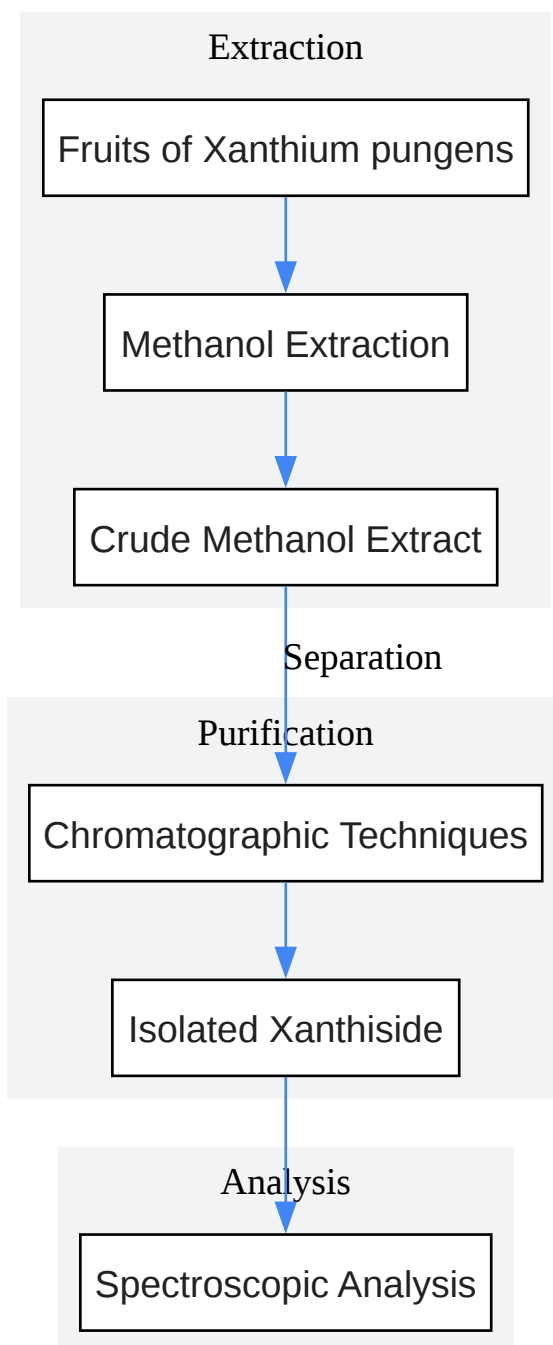 Extraction
Fruits of Xanthium pungens
Methanol Extraction
Crude Methanol Extract
Separation
Purification
Chromatographic Techniques
Isolated Xanthiside
Analysis
Spectroscopic Analysis